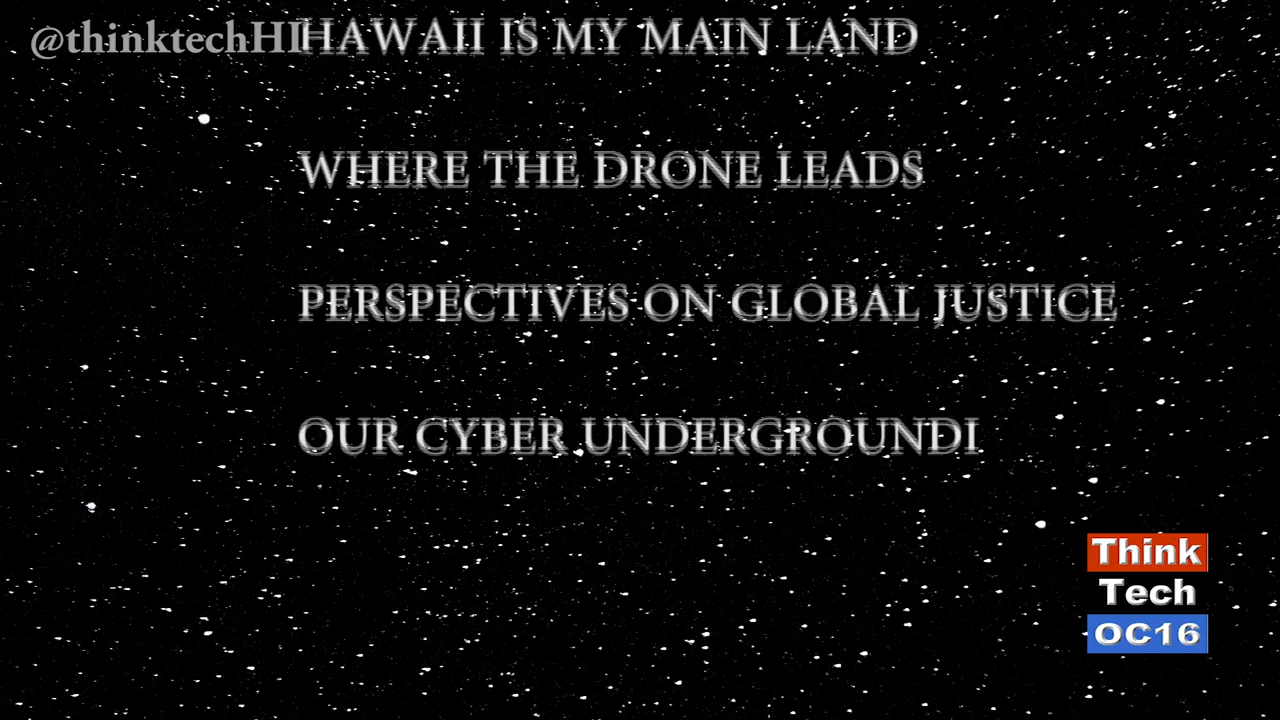 @thinktechHI
HAWAII IS MY MAIN LAND
WHERE THE DRONE LEADS
PERSPECTIVES ON GLOBAL JUSTICE
OUR CYBER UNDERGROUNDI
Think
Tech
OC16